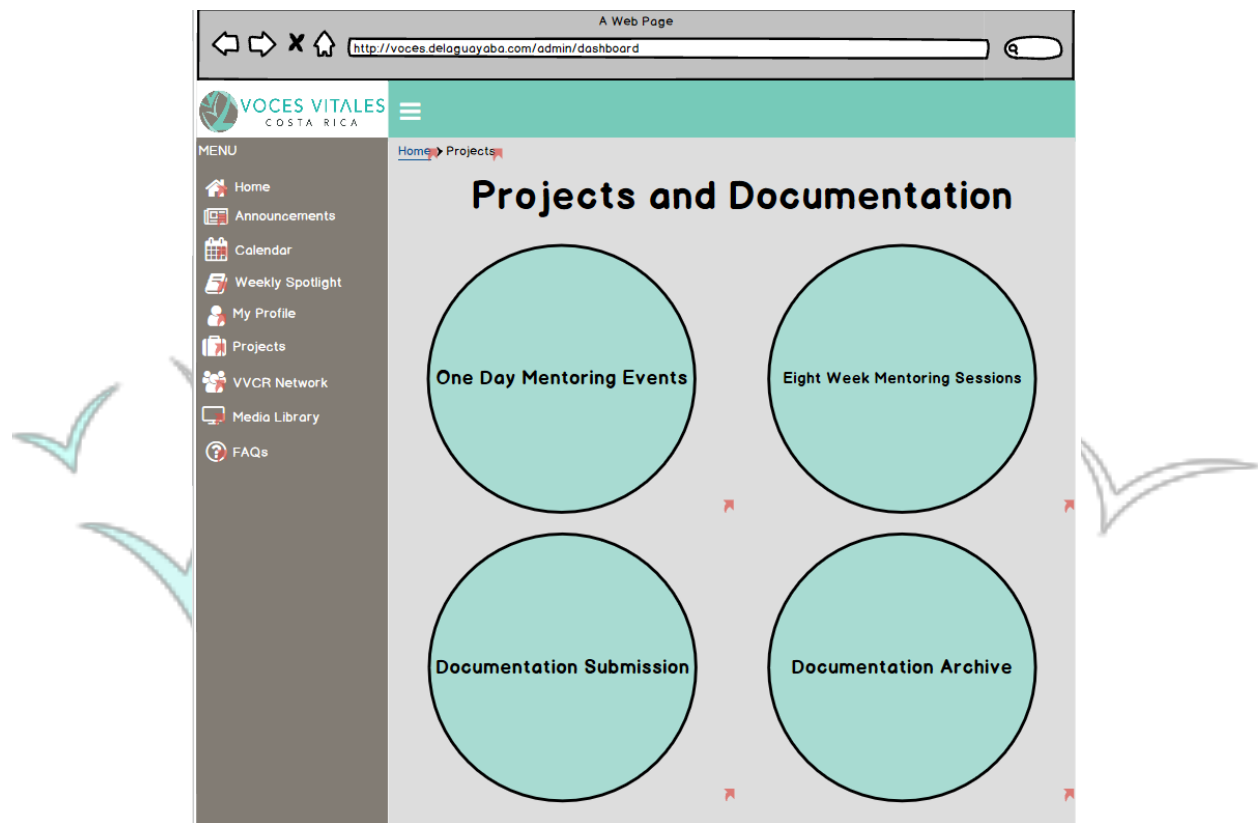 A Web Page
http://voces.delaguayaba.com/admin/dashboard
VOCES VITALES
COSTA RICA
MENU
Home
Announcements
Calendar
Weekly Spotlight
My Profile
Projects
VVCR Network
Media Library
FAQs
Home > Projects
Projects and Documentation
One Day Mentoring Events
Eight Week Mentoring Sessions
Documentation Submission
Documentation Archive